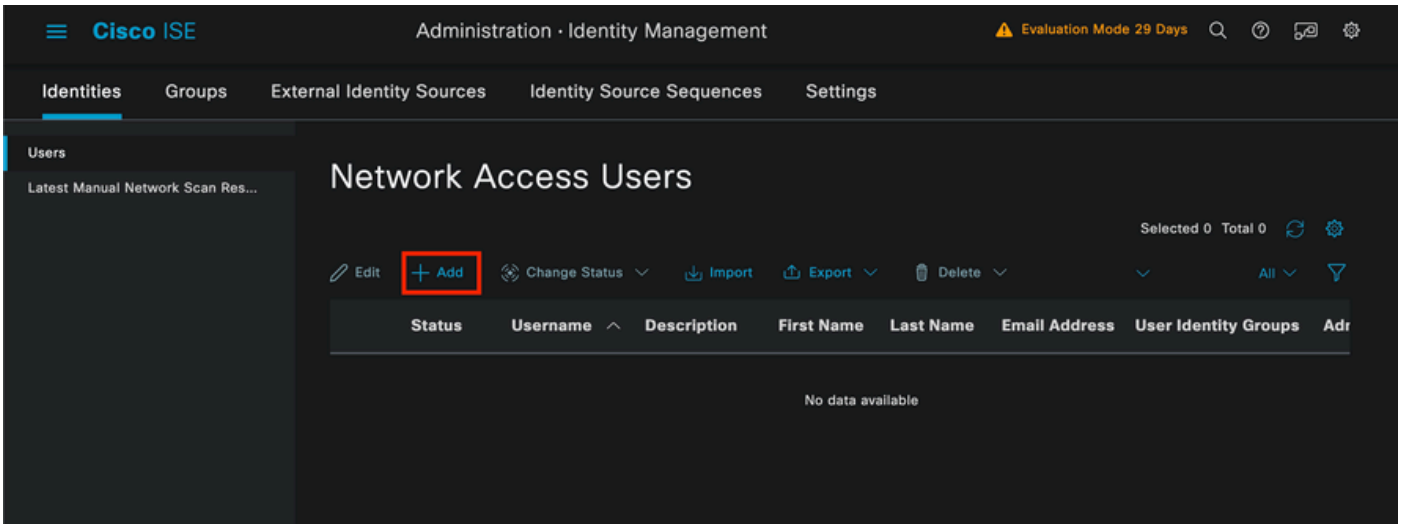 Cisco ISE Administration · Identity Management Evaluation Mode 29 Days
Identities Groups External Identity Sources Identity Source Sequences Settings
Users
Latest Manual Network Scan Res...
Network Access Users
Selected 0 Total 0
Edit Add Change Status Import Export Delete All
Status Username Description First Name Last Name Email Address User Identity Groups Adr
No data available